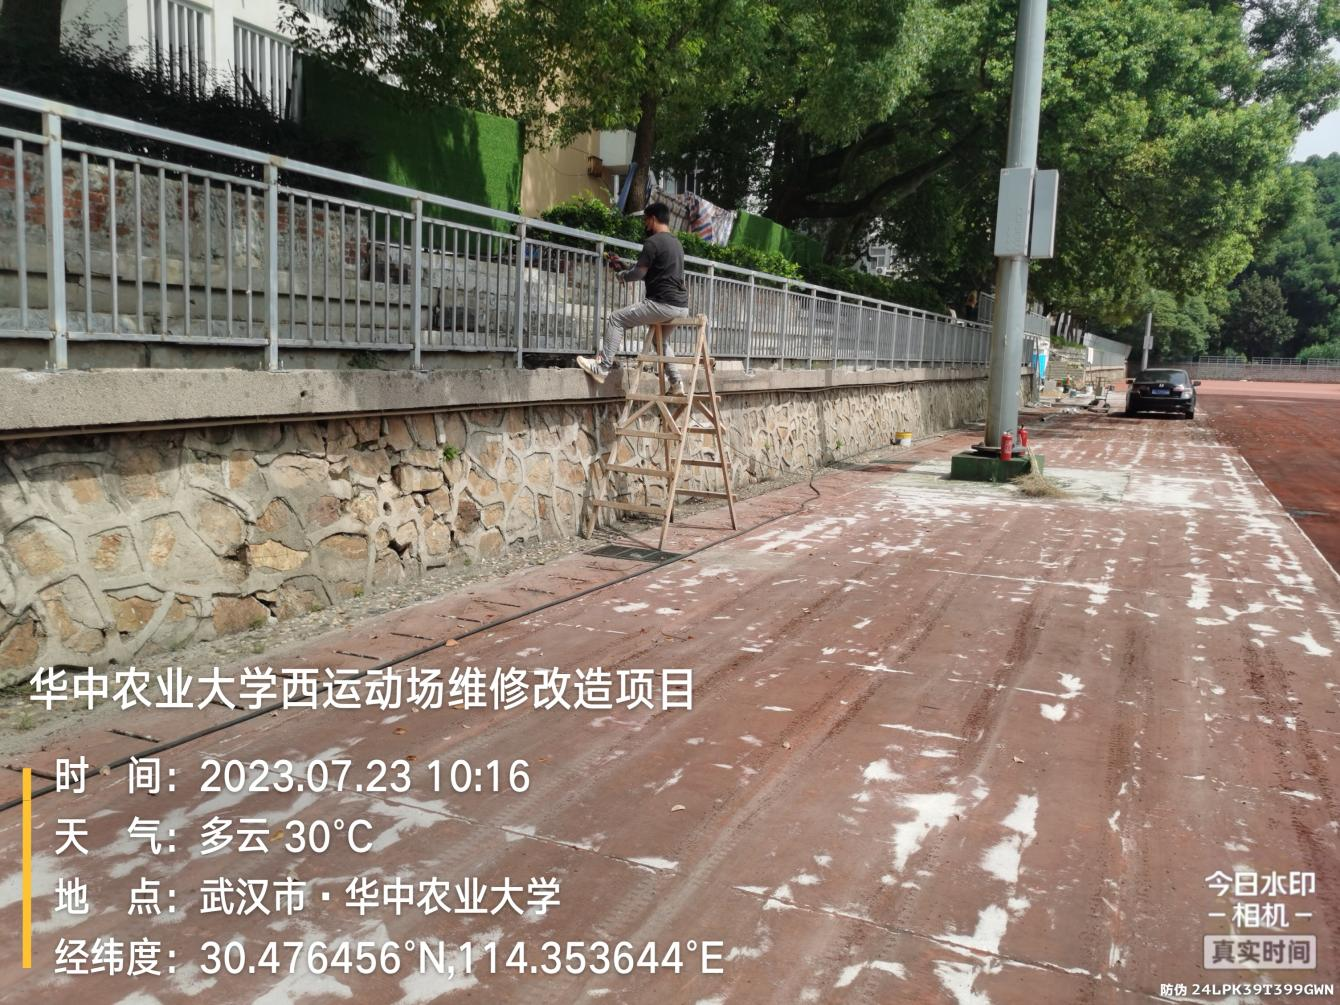 华中农业大学西运动场维修改造项目
时 间：2023.07.23 10:16
天 气：多云 30°C
地 点：武汉市·华中农业大学
经纬度：30.476456°N,114.353644°E
今日水印
-相机-
真实时间
防伪 24LPK39T399GWN